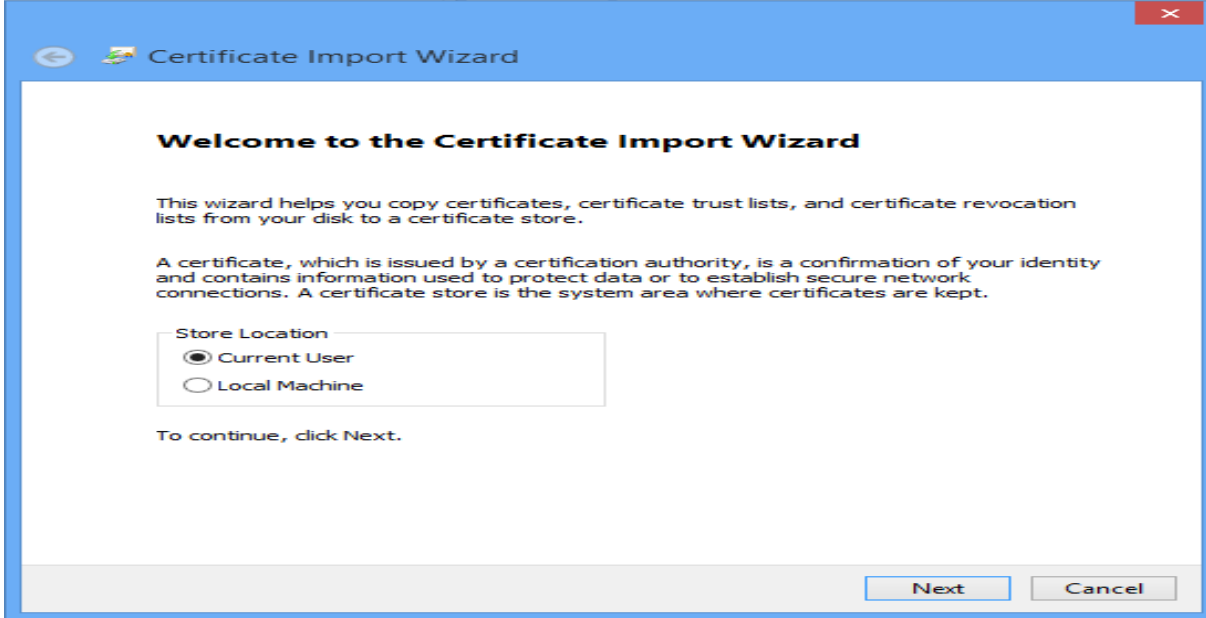 Certificate Import Wizard
Welcome to the Certificate Import Wizard
This wizard helps you copy certificates, certificate trust lists, and certificate revocation
lists from your disk to a certificate store.
A certificate, which is issued by a certification authority, is a confirmation of your identity
and contains information used to protect data or to establish secure network
connections. A certificate store is the system area where certificates are kept.
Store Location
Current User
Local Machine
To continue, click Next.
Next Cancel